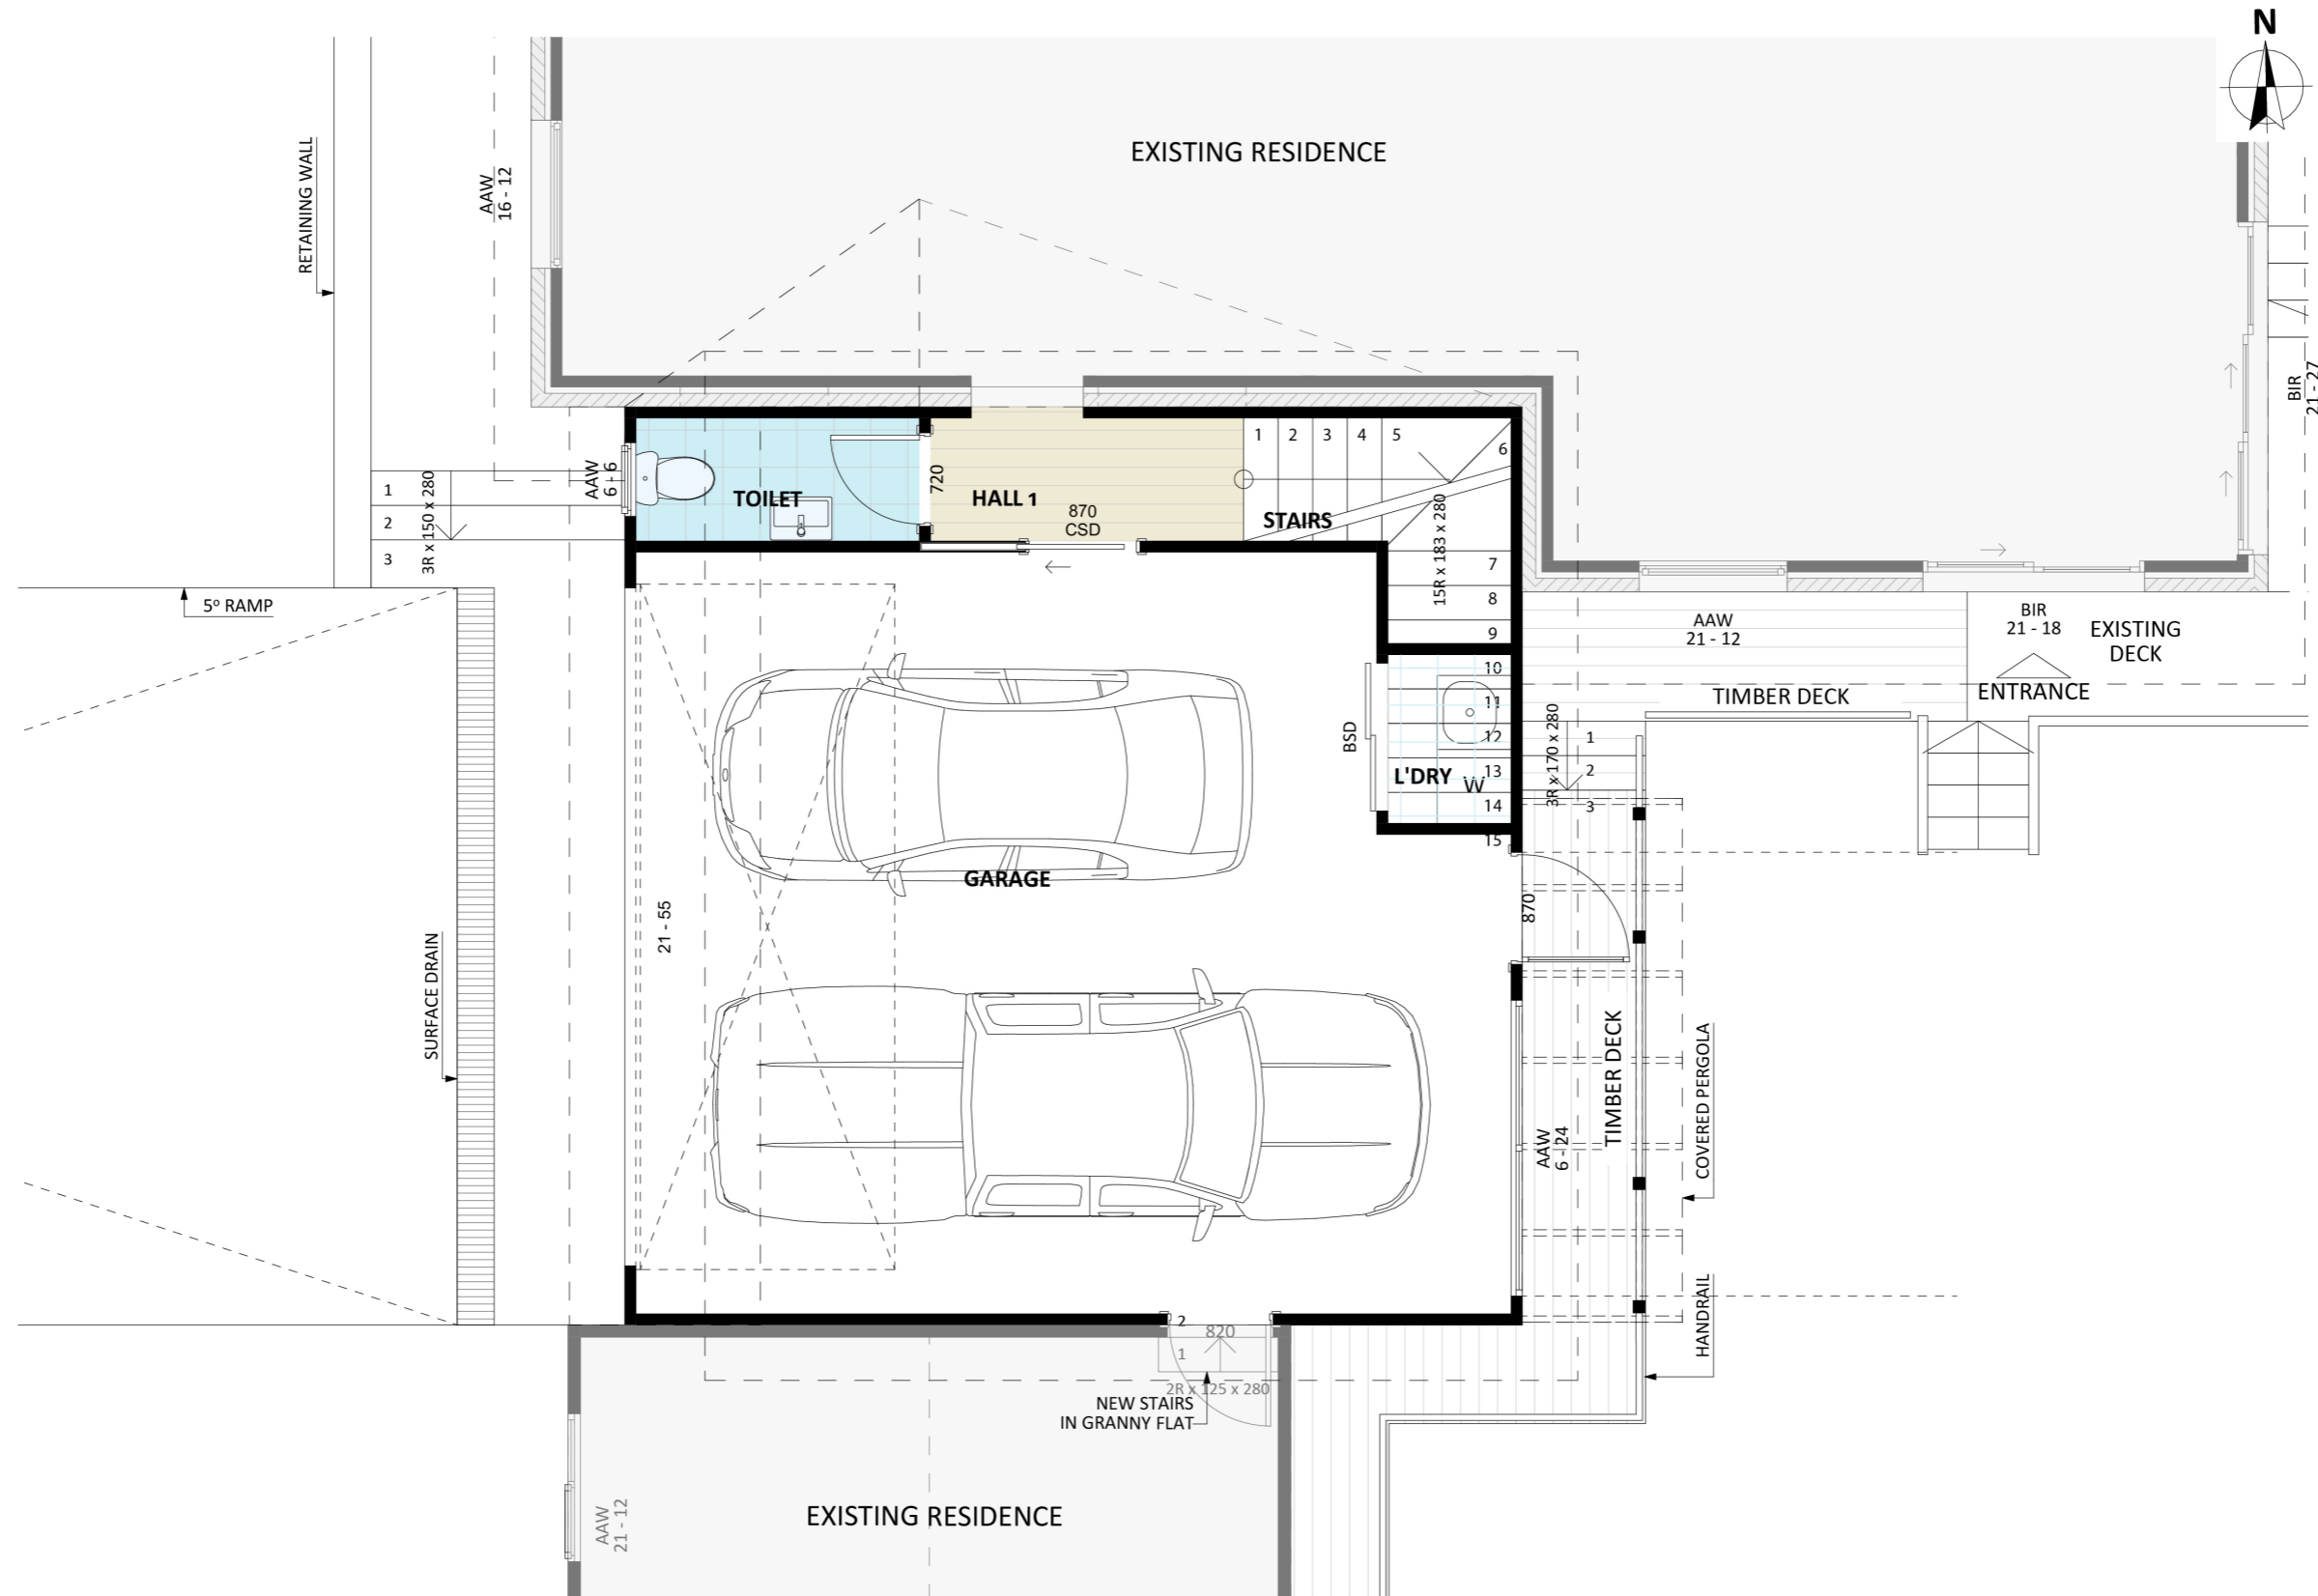 N
EXISTING RESIDENCE
RETAINING WALL
AAW
16 - 12
BIR
21 - 27
1
2
3
4
5
6
AAW
6 - 6
TOILET
720
HALL 1
870
CSD
STAIRS
15R x 183 x 280
1
2
3
3R x 150 x 280
7
8
9
5º RAMP
AAW
21 - 12
BIR
21 - 18
EXISTING
DECK
ENTRANCE
TIMBER DECK
10
11
12
13
14
15
BSD
L'DRY
W
3R x 170 x 280
1
2
3
GARAGE
21 - 55
870
SURFACE DRAIN
TIMBER DECK
AAW
6 - 24
COVERED PERGOLA
HANDRAIL
2
820
1
2R x 125 x 280
NEW STAIRS
IN GRANNY FLAT
AAW
21 - 12
EXISTING RESIDENCE